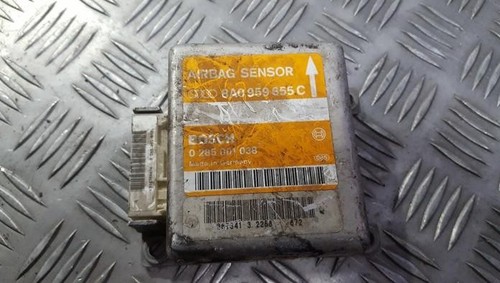 AIRBAG SENSOR
8A0 959 655 C
BOSCH
0 285 001 036
Made in Germany